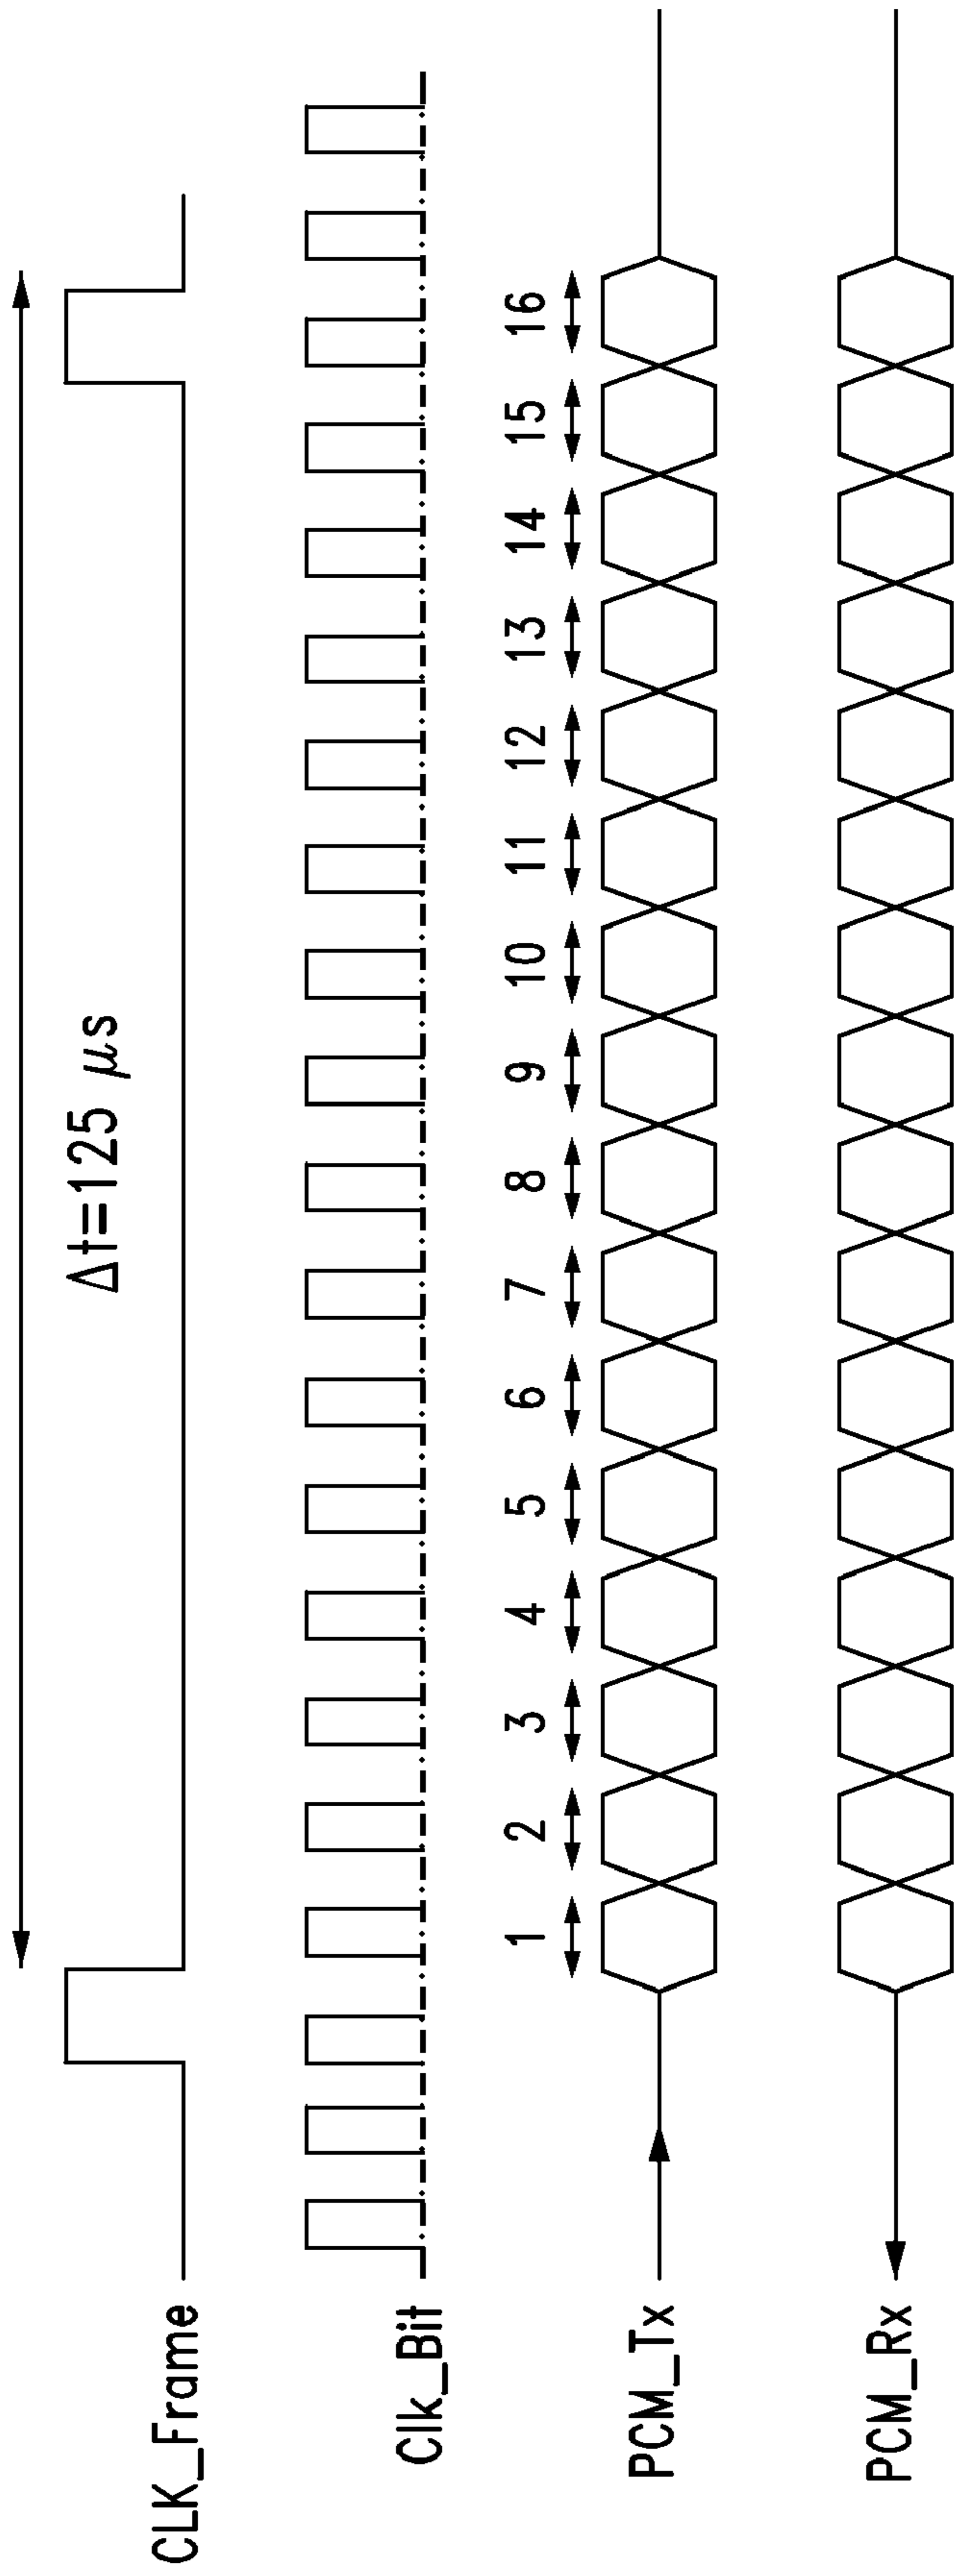 Δt=125 μs
CLK_Frame
Clk_Bit
1 2 3 4 5 6 7 8 9 10 11 12 13 14 15 16
PCM_Tx
PCM_Rx